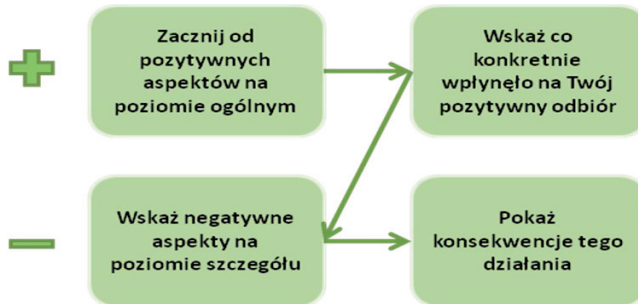 Zacznij od
pozytywnych
aspektów na
poziomie ogólnym
Wskaż co
konkretnie
wpłynęło na Twój
pozytywny odbiór
Wskaż negatywne
aspekty na
poziomie szczegółu
Pokaż
konsekwencje tego
działania